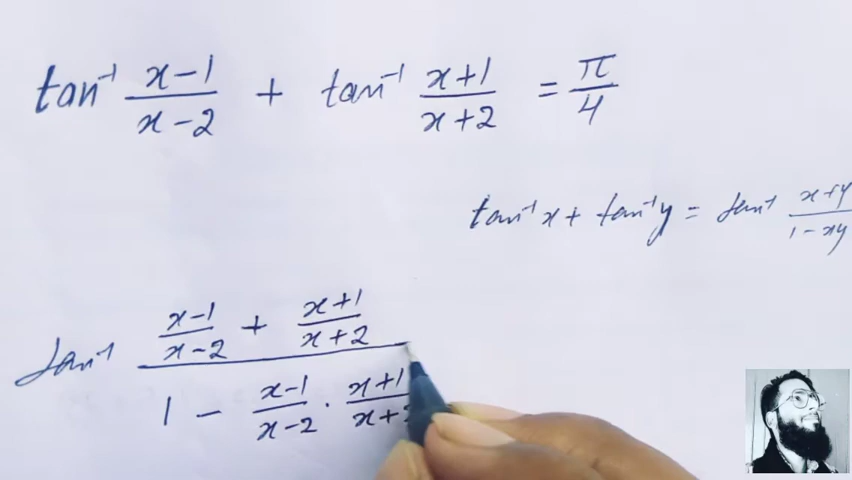 tan⁻¹ (x-1)/(x-2) + tan⁻¹ (x+1)/(x+2) = π/4
tan⁻¹x + tan⁻¹y = tan⁻¹ (x+y)/(1-xy)
tan⁻¹ ((x-1)/(x-2) + (x+1)/(x+2))/(1 - (x-1)/(x-2) · (x+1)/(x+2))